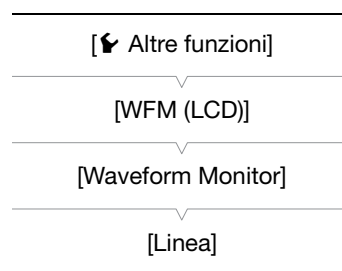 [Altre funzioni]
[WFM (LCD)]
[Waveform Monitor]
[Linea]